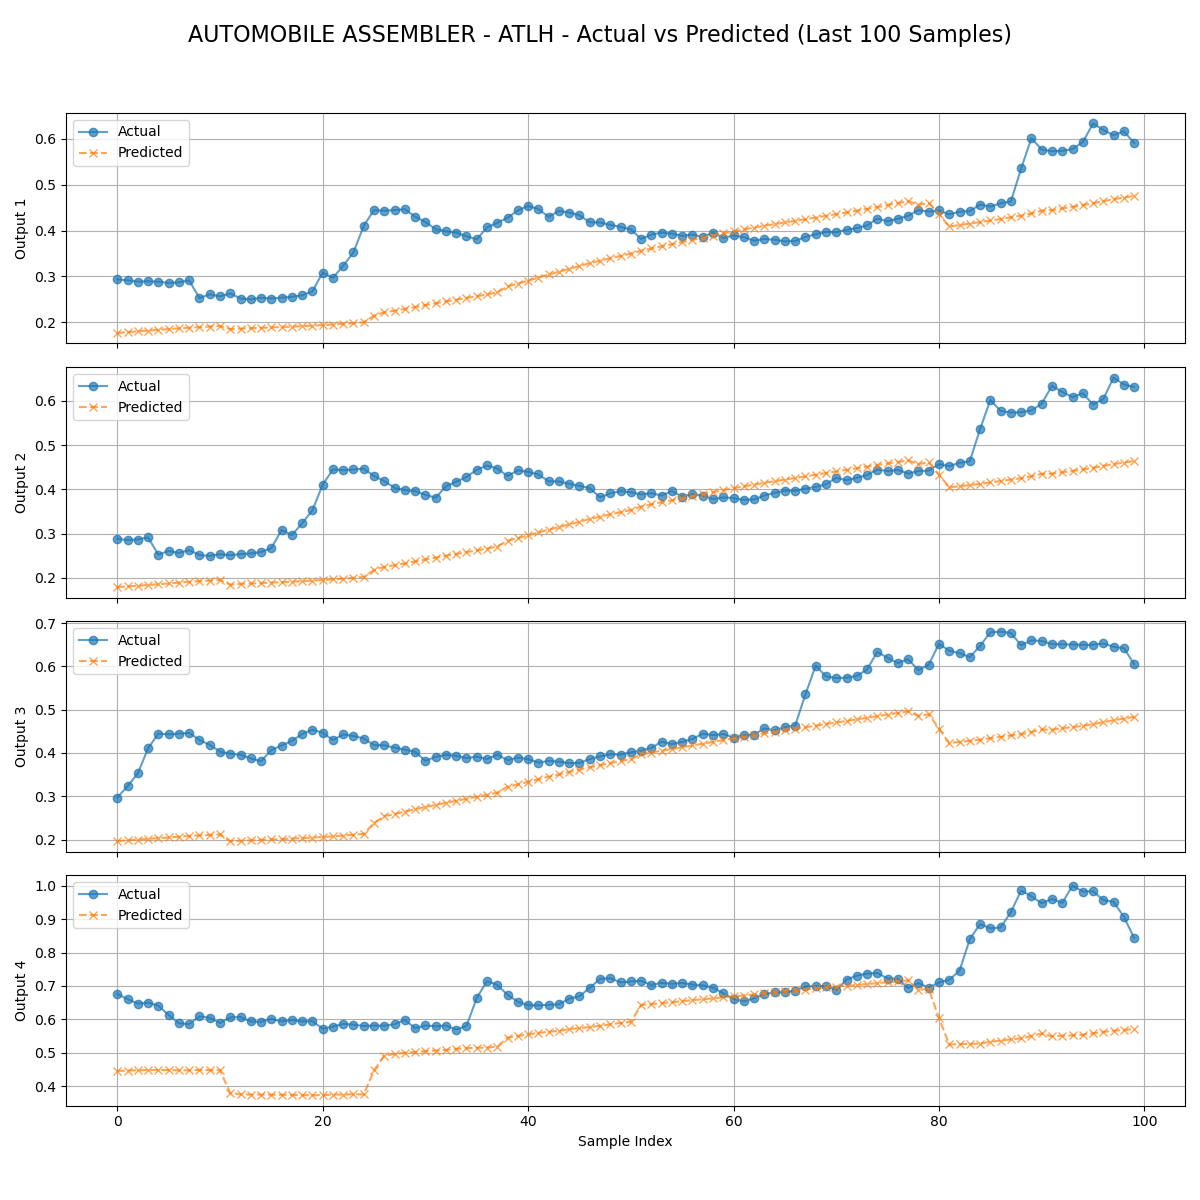 AUTOMOBILE ASSEMBLER - ATLH - Actual vs Predicted (Last 100 Samples)
Actual
Predicted
0.6
0.5
0.4
0.3
0.2
Output 1
Actual
Predicted
0.6
0.5
0.4
0.3
0.2
Output 2
Actual
Predicted
0.7
0.6
0.5
0.4
0.3
0.2
Output 3
Actual
Predicted
1.0
0.9
0.8
0.7
0.6
0.5
0.4
Output 4
0 20 40 60 80 100
Sample Index